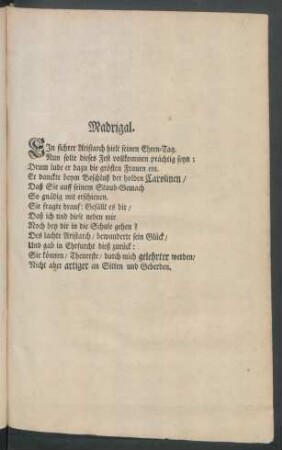 Madrigal.
EIn sichrer Aristarch hielt seinen Ehren-Tag.
Nun solte dieses Fest vollkommen prächtig seyn:
Drum lude er dazu die grösten Frauen ein.
Er danckte beym Beschluß der holden Carolinen/
Daß Sie auff seinem Staub-Gemach
So gnädig mit erschienen.
Sie fragte drauf: Gefällt es dir/
Daß ich und diese neben mir
Noch bey dir in die Schule gehen?
Des lachte Aristarch/ bewunderte sein Glück/
Und gab in Ehrfurcht dieß zurück:
Sie können/ Theureste/ durch mich gelehrter werden/
Nicht aber artiger an Sitten und Geberden.